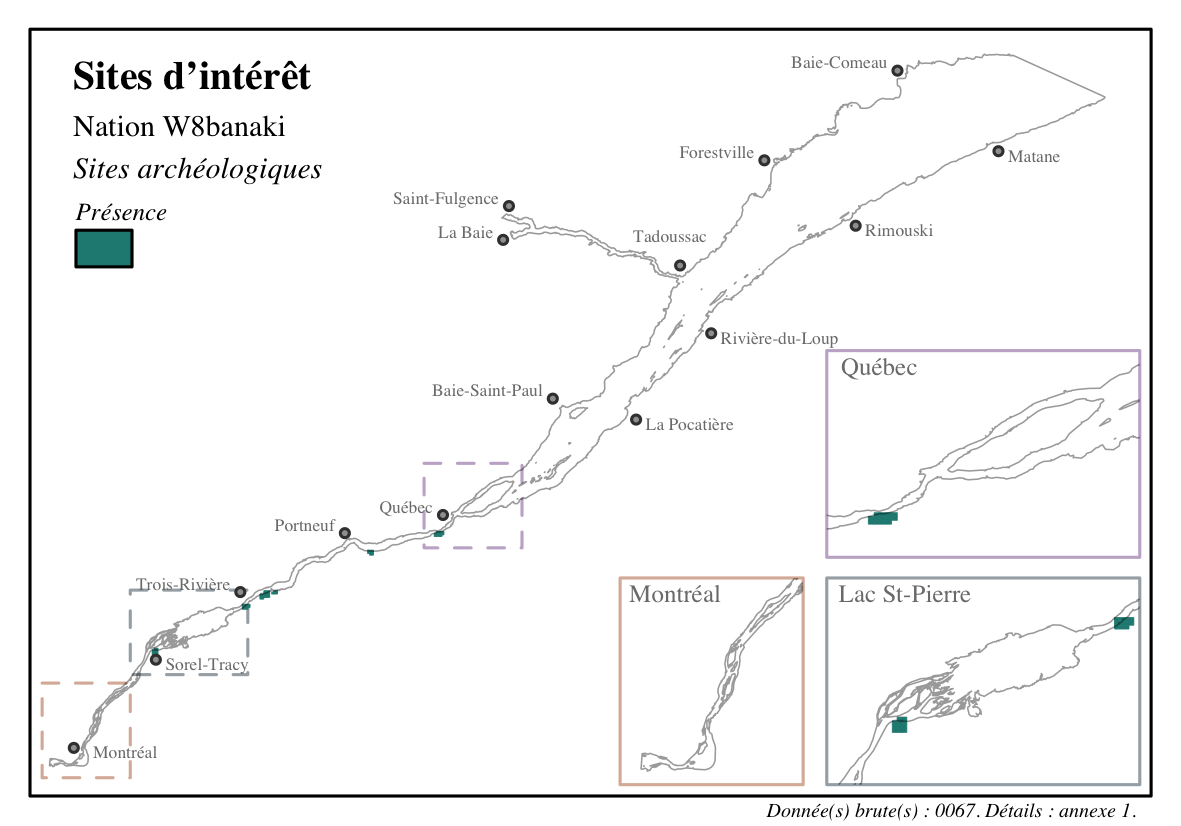 Sites d’intérêt
Nation W8banaki
Sites archéologiques
Présence
Baie-Comeau
Forestville
Matane
Saint-Fulgence
La Baie
Tadoussac
Rimouski
Rivière-du-Loup
Baie-Saint-Paul
La Pocatière
Québec
Portneuf
Trois-Rivière
Sorel-Tracy
Montréal
Québec
Montréal
Lac St-Pierre
Donnée(s) brute(s) : 0067. Détails : annexe 1.